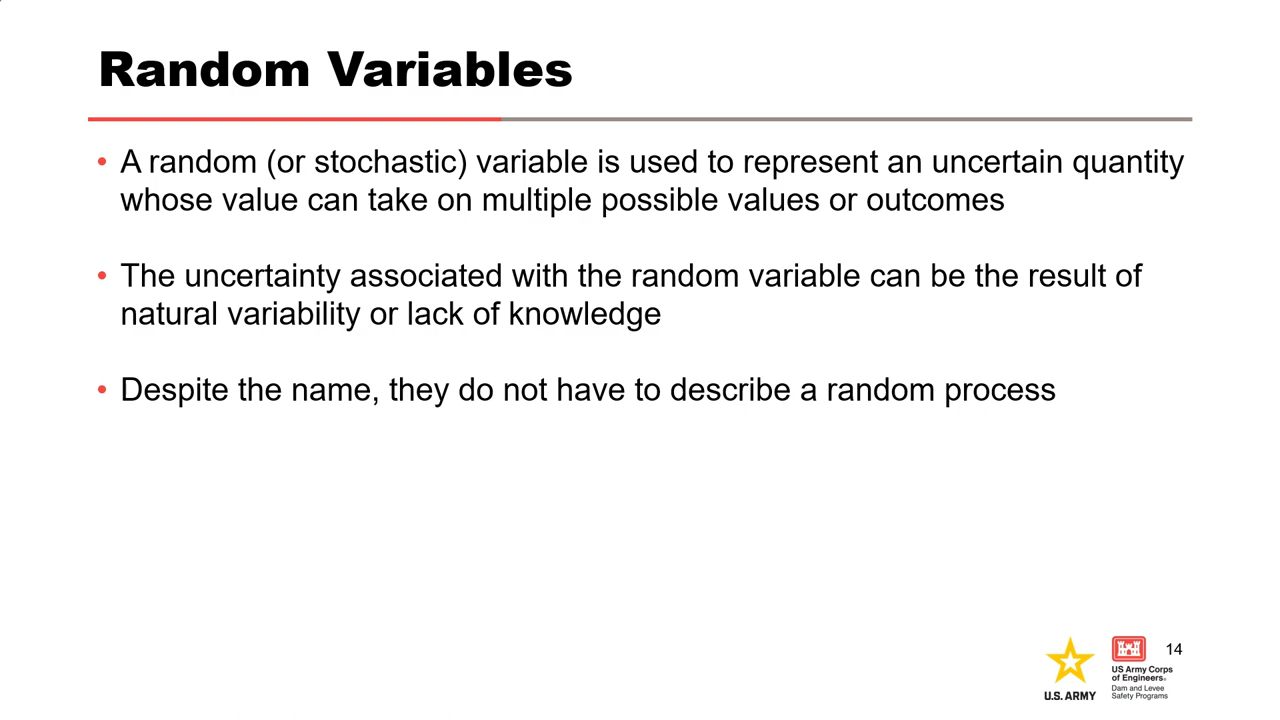 Random Variables
• A random (or stochastic) variable is used to represent an uncertain quantity
whose value can take on multiple possible values or outcomes
• The uncertainty associated with the random variable can be the result of
natural variability or lack of knowledge
• Despite the name, they do not have to describe a random process
14
U.S. ARMY
US Army Corps
of Engineers®
Dam and Levee
Safety Programs